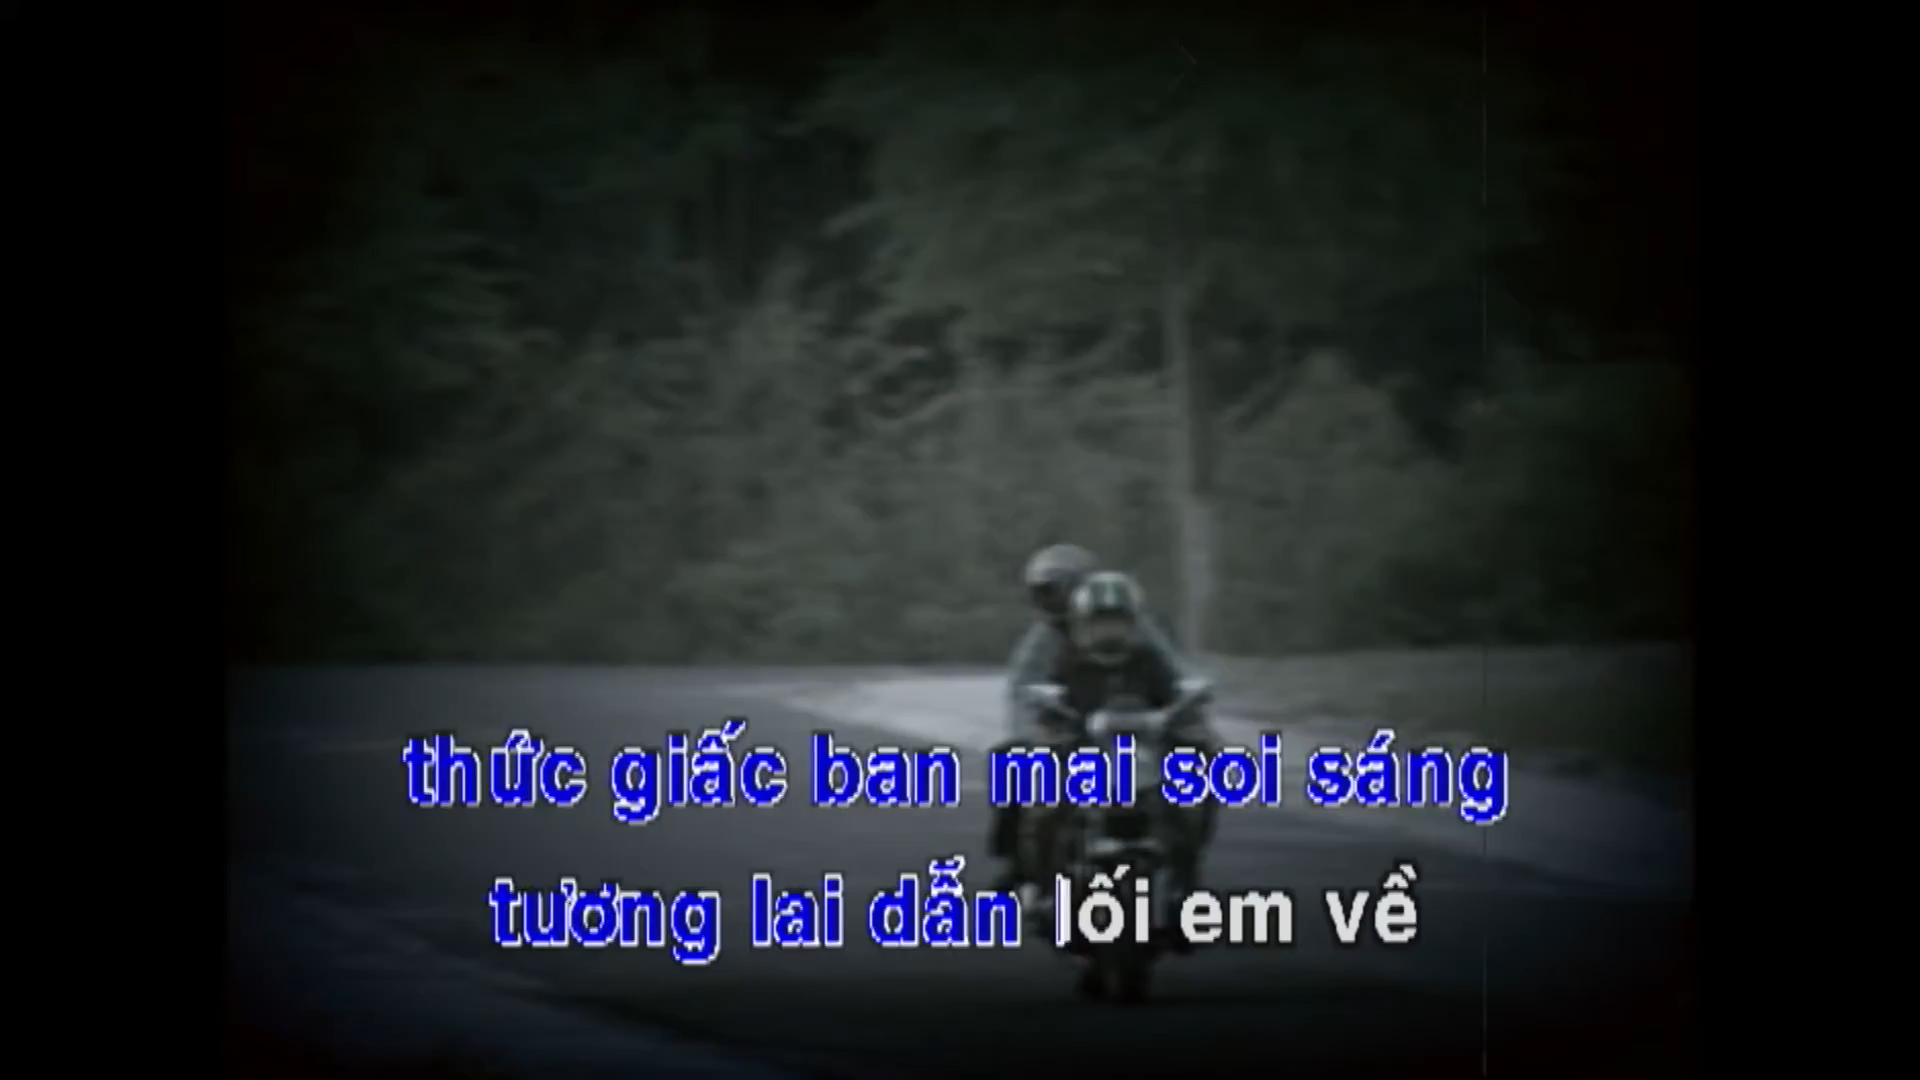 thức giấc ban mai soi sáng
tương lai dẫn lối em về